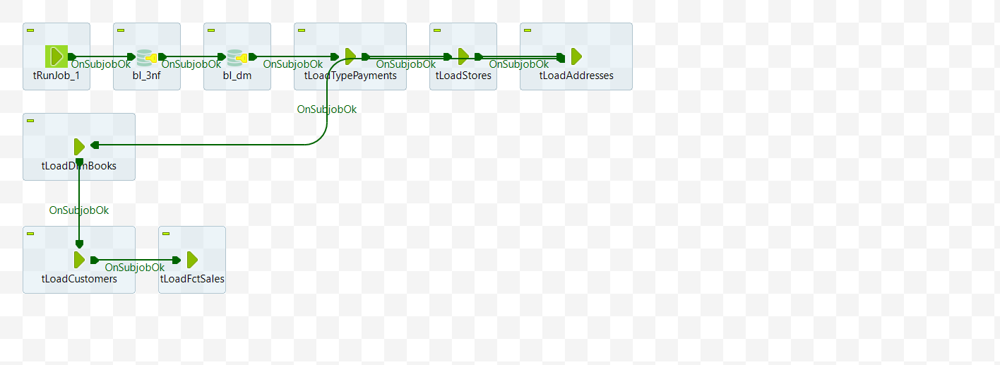 OnSubjobOk OnSubjobOk OnSubjobOk OnSubjobOk OnSubjobOk
tRunJob_1 bl_3nf bl_dm tLoadTypePayments tLoadStores tLoadAddresses
OnSubjobOk
tLoadDimBooks
OnSubjobOk
OnSubjobOk
tLoadCustomers tLoadFctSales